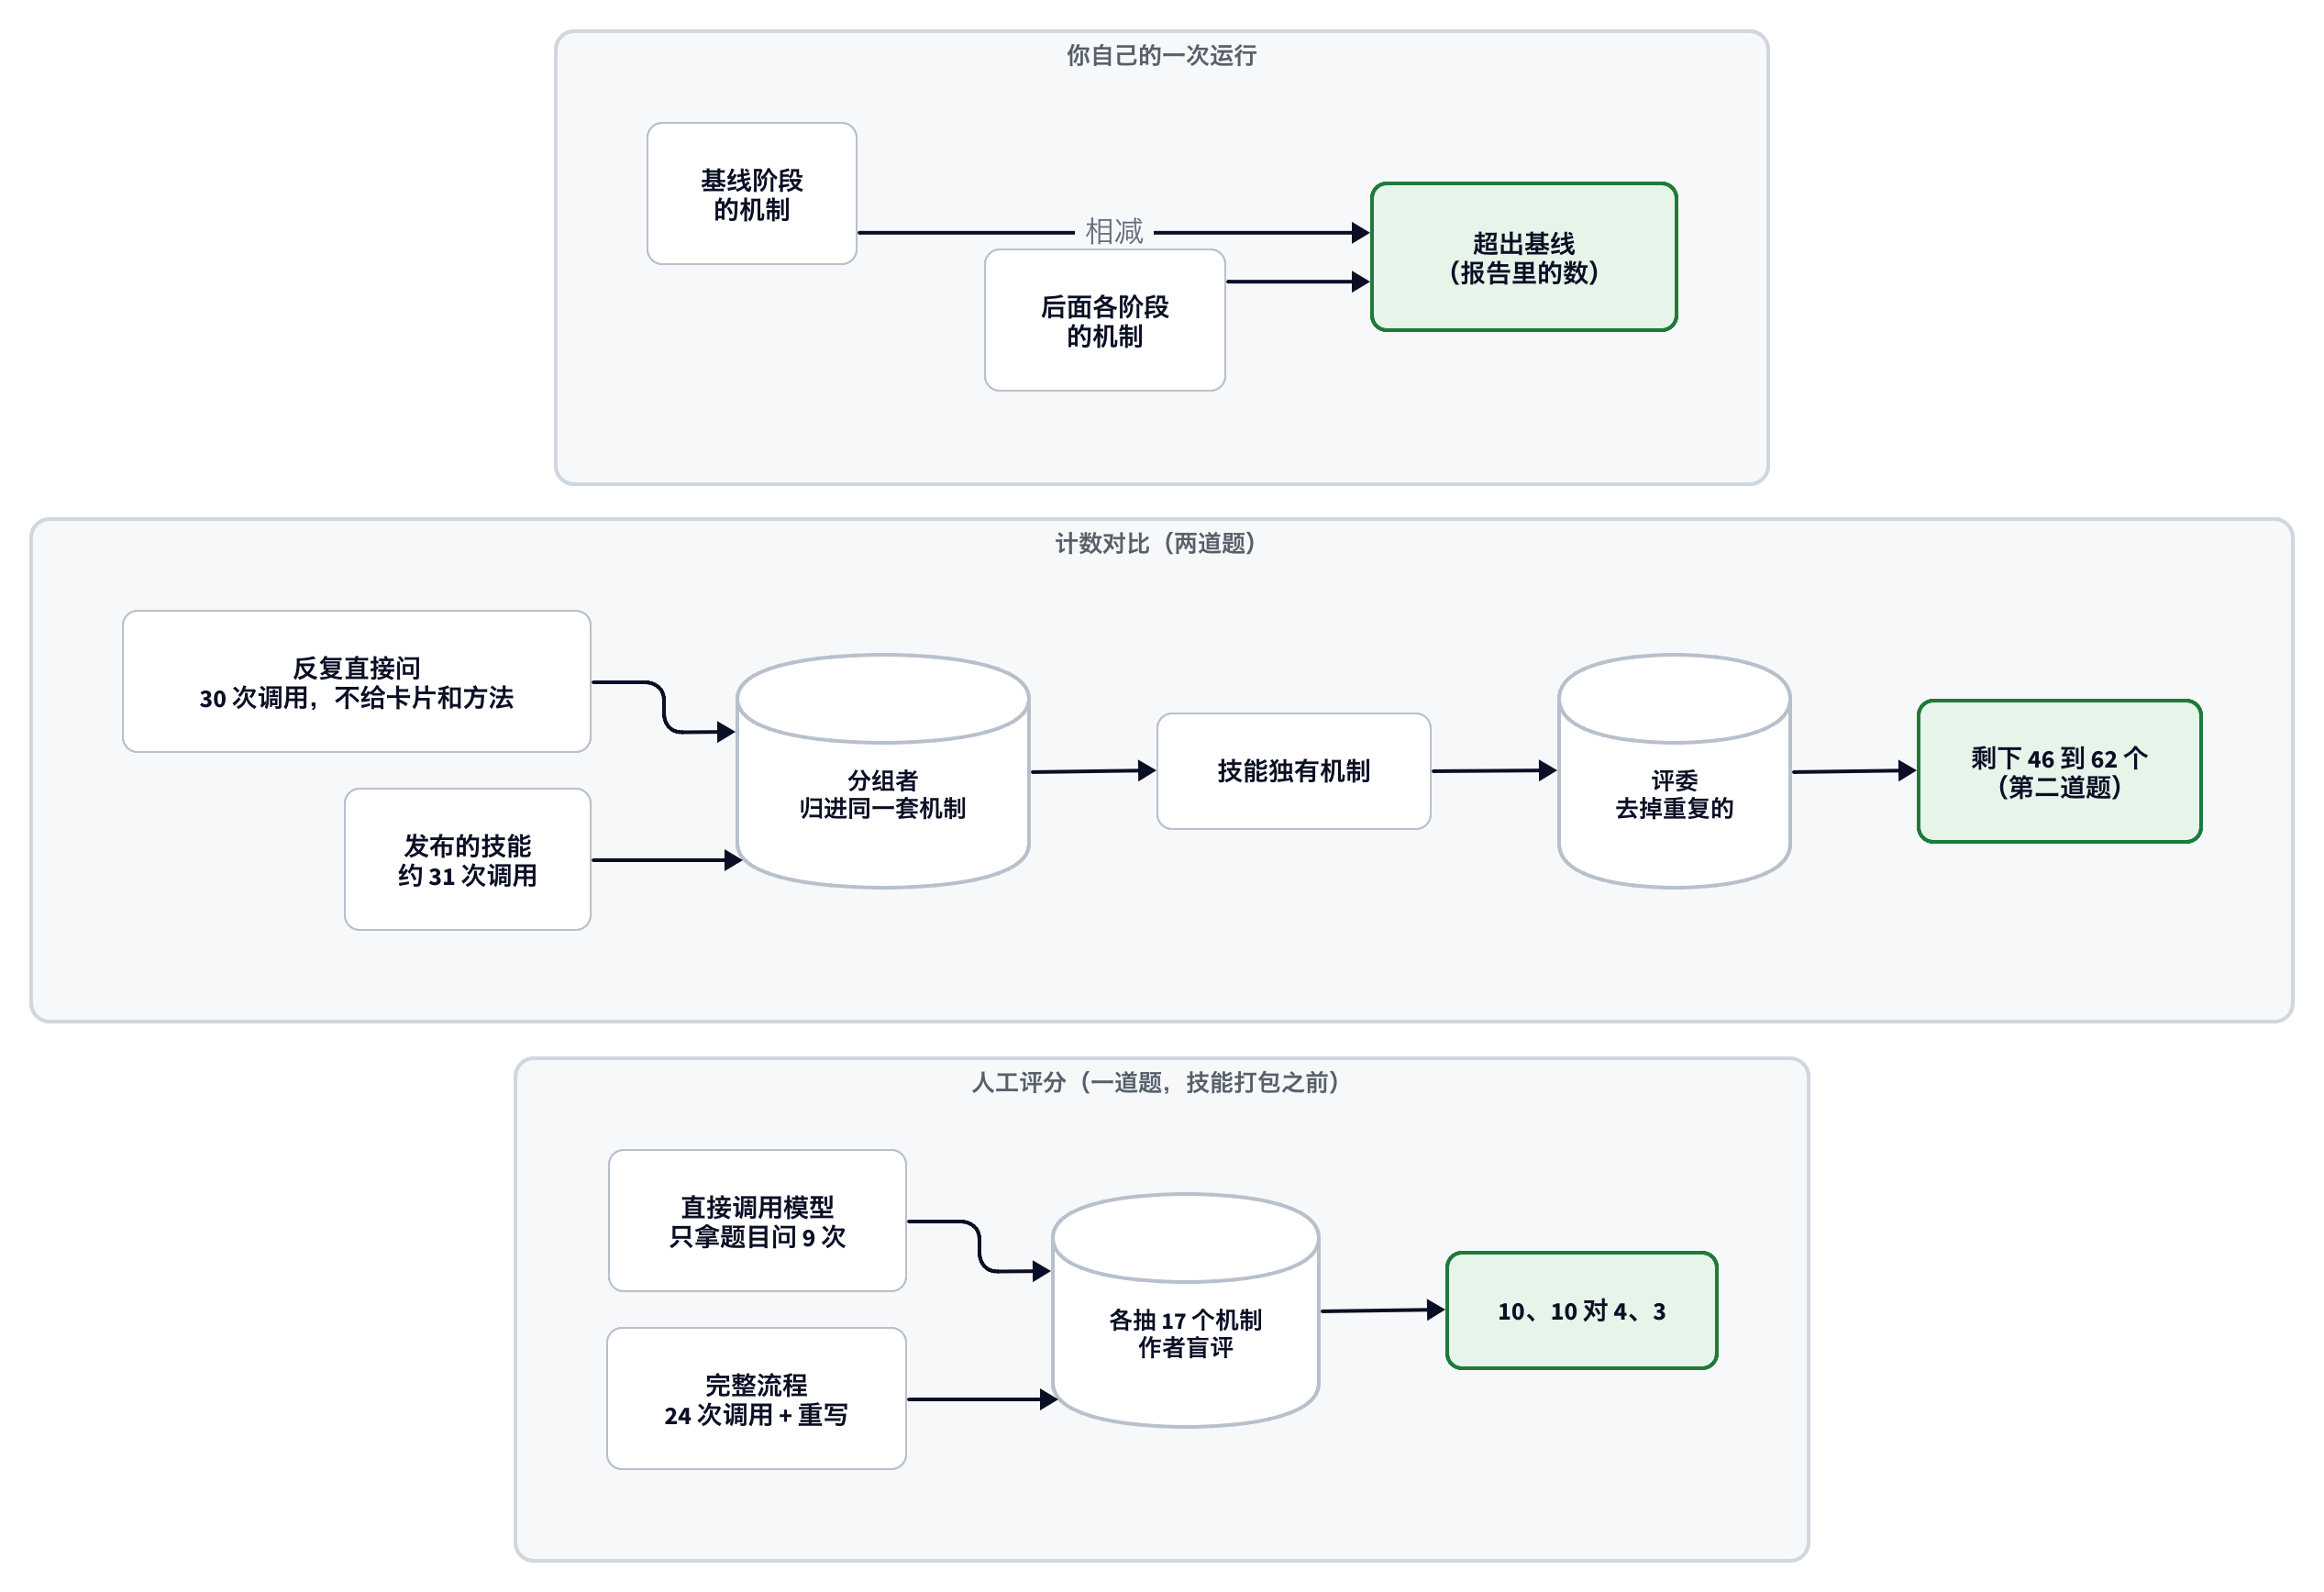 你自己的一次运行
基线阶段
的机制
相减
后面各阶段
的机制
超出基线
（报告里的数）
计数对比（两道题）
反复直接问
30 次调用，不给卡片和方法
发布的技能
约 31 次调用
分组者
归进同一套机制
技能独有机制
评委
去掉重复的
剩下 46 到 62 个
（第二道题）
人工评分（一道题，技能打包之前）
直接调用模型
只拿题目问 9 次
完整流程
24 次调用 + 重写
各抽 17 个机制
作者盲评
10、10 对 4、3